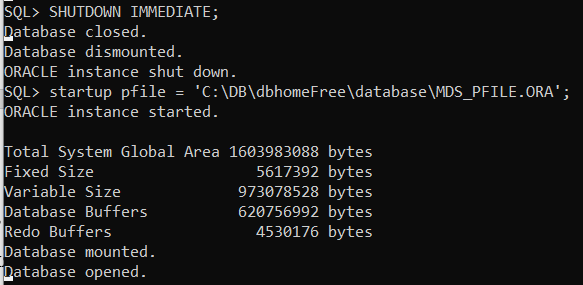 SQL> SHUTDOWN IMMEDIATE;
Database closed.
Database dismounted.
ORACLE instance shut down.
SQL> startup pfile = 'C:\DB\dbhomeFree\database\MDS_PFILE.ORA';
ORACLE instance started.

Total System Global Area 1603983088 bytes
Fixed Size                  5617392 bytes
Variable Size             973078528 bytes
Database Buffers          620756992 bytes
Redo Buffers                4530176 bytes
Database mounted.
Database opened.